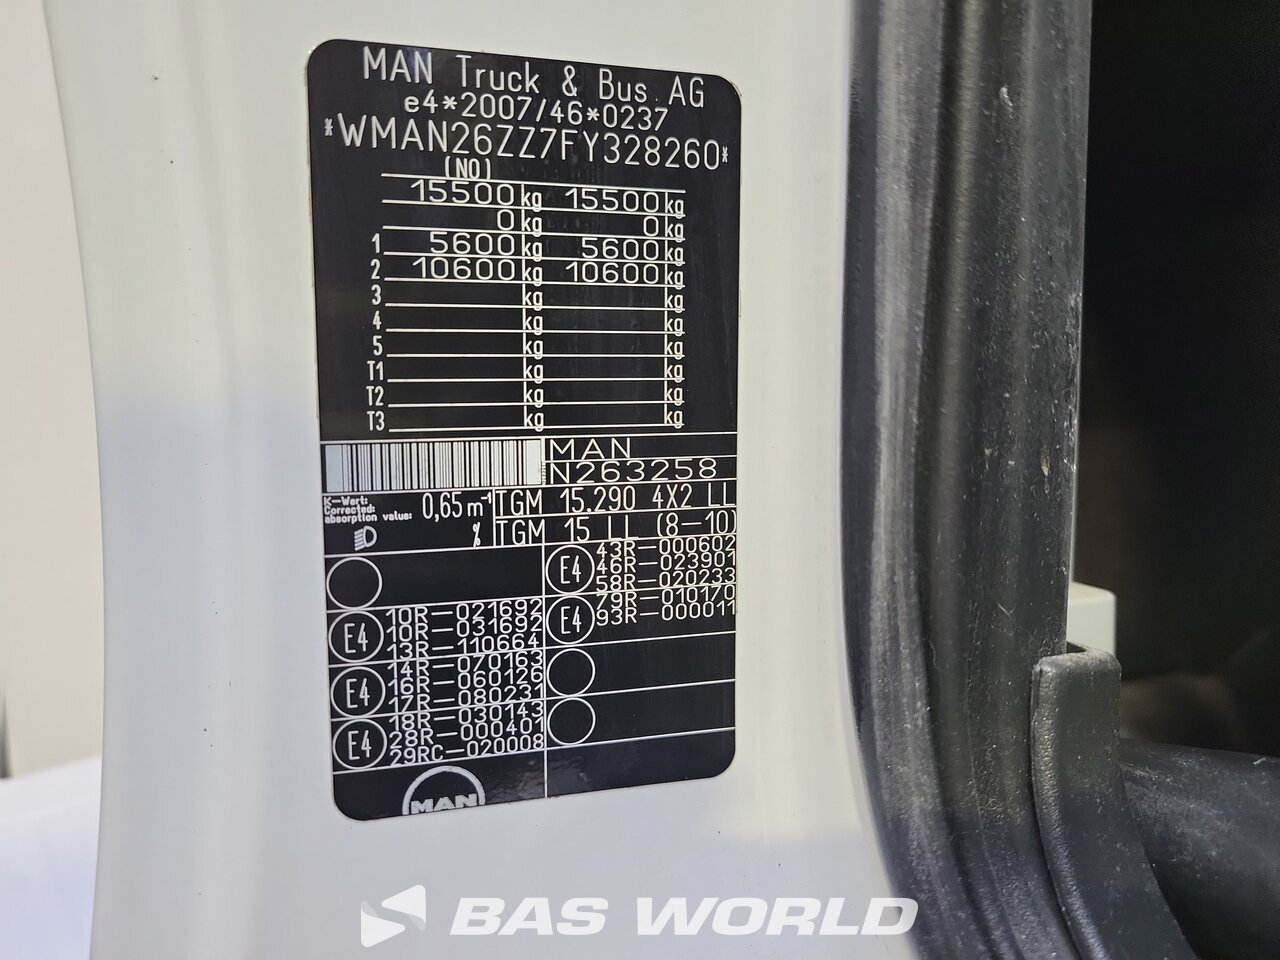 MAN Truck & Bus AG
e4*2007/46*0237
*WMAN26ZZ7FY328260*
(NO)
15500 kg 15500 kg
0 kg 0 kg
1 5600 kg 5600 kg
2 10600 kg 10600 kg
3 kg kg
4 kg kg
5 kg kg
T1 kg kg
T2 kg kg
T3 kg kg
MAN
N263258
K-Wert:
Corrected
absorption value: 0,65 m⁻¹
TGM 15.290 4X2 LL
%
TGM 15 LL (8-10)
E4
10R-021692
10R-031692
13R-110664
E4
14R-070163
16R-060126
17R-080231
E4
18R-030143
28R-000401
29RC-020008
E4
43R-000602
46R-023901
58R-020233
E4
79R-010170
93R-000011
MAN
BAS WORLD